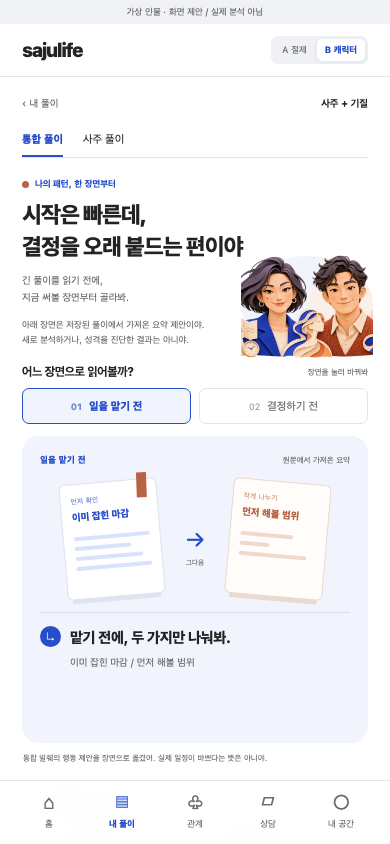 가상 인물 · 화면 제안 / 실제 분석 아님
sajulife
A 절제 B 캐릭터
‹ 내 풀이
사주 + 기질
통합 풀이 사주 풀이
나의 패턴, 한 장면부터
시작은 빠른데,
결정을 오래 붙드는 편이야
긴 풀이를 읽기 전에,
지금 써볼 장면부터 골라봐.
아래 장면은 저장된 풀이에서 가져온 요약 제안이야.
새로 분석하거나, 성격을 진단한 결과는 아니야.
어느 장면으로 읽어볼까?
장면을 눌러 바꿔봐
01 일을 맡기 전
02 결정하기 전
일을 맡기 전
원문에서 가져온 요약
먼저 확인
이미 잡힌 마감
그다음
작게 나누기
먼저 해볼 범위
맡기 전에, 두 가지만 나눠봐.
이미 잡힌 마감 / 먼저 해볼 범위
통합 말해의 행동 제안을 장면으로 옮겼어. 실제 일정이 바쁘다는 뜻은 아니야.
홈 내 풀이 관계 상담 내 공간